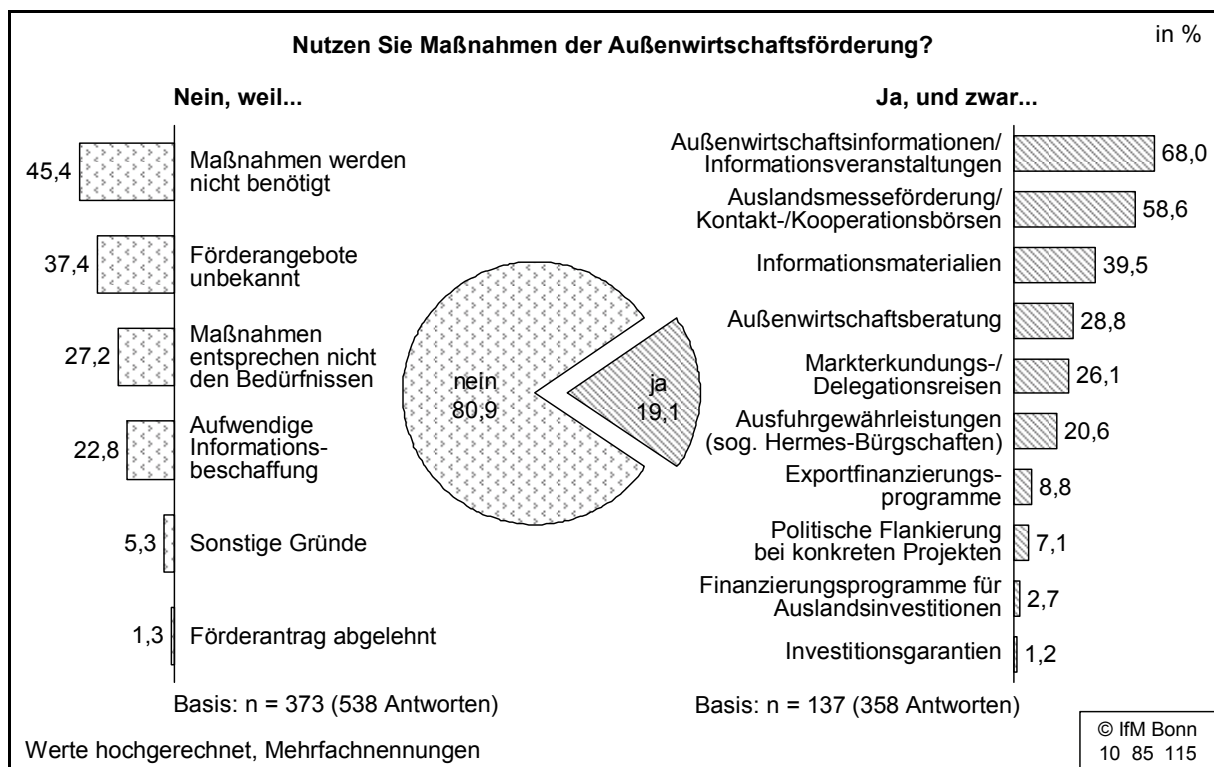 Nutzen Sie Maßnahmen der Außenwirtschaftsförderung?
in %
Nein, weil...
45,4
Maßnahmen werden
nicht benötigt
37,4
Förderangebote
unbekannt
27,2
Maßnahmen
entsprechen nicht
den Bedürfnissen
22,8
Aufwendige
Informations-
beschaffung
5,3
Sonstige Gründe
1,3
Förderantrag abgelehnt
Basis: n = 373 (538 Antworten)
nein
80,9
ja
19,1
Ja, und zwar...
Außenwirtschaftsinformationen/
Informationsveranstaltungen
68,0
Auslandsmesseförderung/
Kontakt-/Kooperationsbörsen
58,6
Informationsmaterialien
39,5
Außenwirtschaftsberatung
28,8
Markterkundungs-/
Delegationsreisen
26,1
Ausfuhrgewährleistungen
(sog. Hermes-Bürgschaften)
20,6
Exportfinanzierungs-
programme
8,8
Politische Flankierung
bei konkreten Projekten
7,1
Finanzierungsprogramme für
Auslandsinvestitionen
2,7
Investitionsgarantien
1,2
Basis: n = 137 (358 Antworten)
Werte hochgerechnet, Mehrfachnennungen
© IfM Bonn
10 85 115